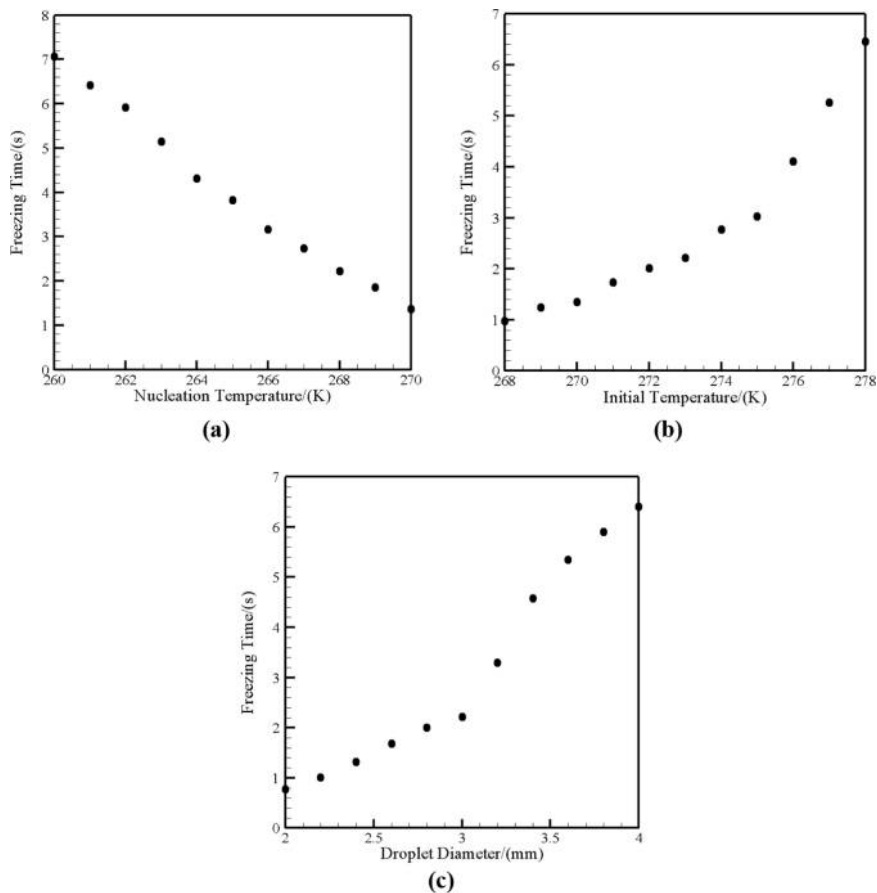 8
7
6
5
4
3
2
1
0
Freezing Time/(s)
260 262 264 266 268 270
Nucleation Temperature/(K)
(a)
7
6
5
4
3
2
1
0
Freezing Time/(s)
268 270 272 274 276 278
Initial Temperature/(K)
(b)
7
6
5
4
3
2
1
0
Freezing Time/(s)
2 2.5 3 3.5 4
Droplet Diameter/(mm)
(c)